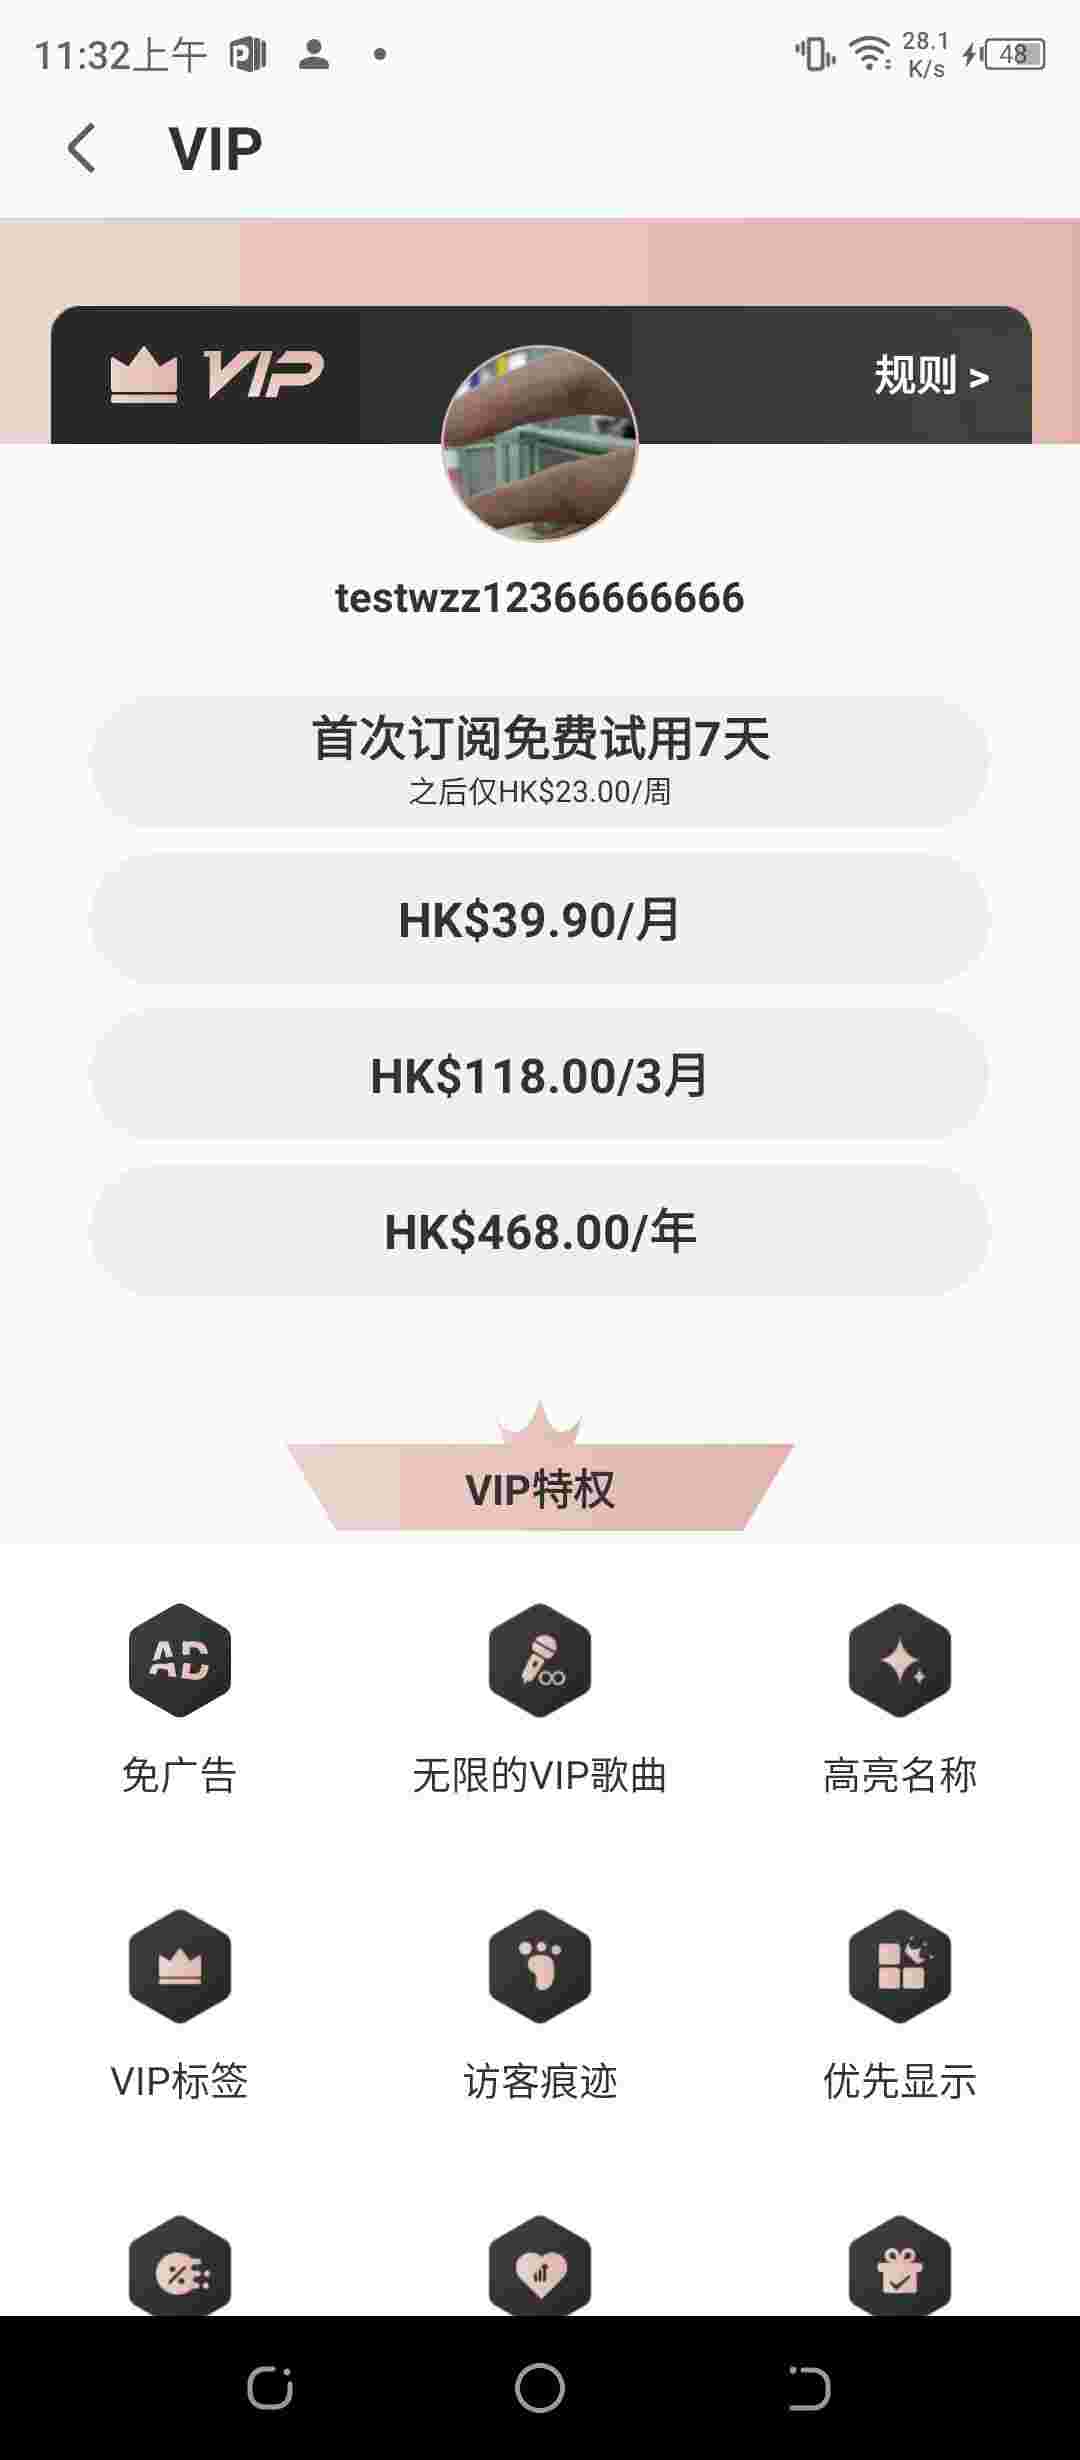 11:32上午
28.1
K/s
48
VIP
VIP
规则 >
testwzz12366666666
首次订阅免费试用7天
之后仅HK$23.00/周
HK$39.90/月
HK$118.00/3月
HK$468.00/年
VIP特权
AD
免广告
无限的VIP歌曲
高亮名称
VIP标签
访客痕迹
优先显示